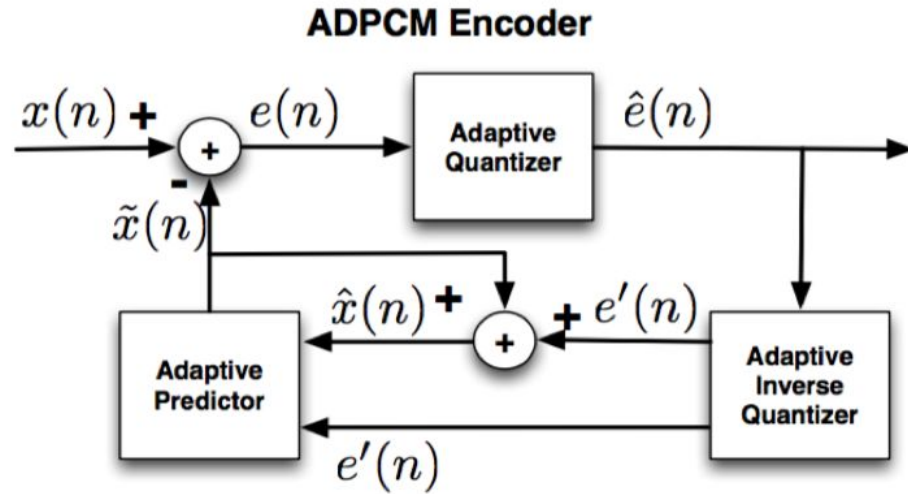 ADPCM Encoder
x(n) +
e(n)
ê(n)
+
-
Adaptive
Quantizer
x̃(n)
x̂(n) +
+ e′(n)
+
Adaptive
Predictor
Adaptive
Inverse
Quantizer
e′(n)